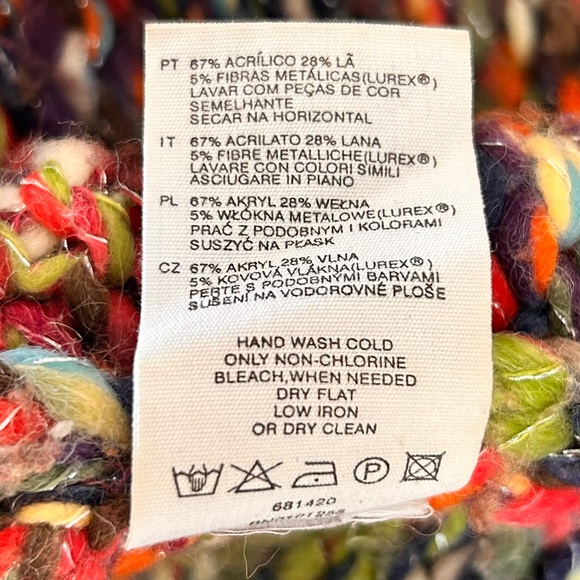 PT 67% ACRÍLICO 28% LÃ
5% FIBRAS METÁLICAS(LUREX®)
LAVAR COM PEÇAS DE COR
SEMELHANTE
SECAR NA HORIZONTAL
IT 67% ACRILATO 28% LANA
5% FIBRE METALLICHE(LUREX®)
LAVARE CON COLORI SIMILI
ASCIUGARE IN PIANO
PL 67% AKRYL 28% WEŁNA
5% WŁÓKNA METALOWE(LUREX®)
PRAĆ Z PODOBNYM I KOLORAMI
SUSZYĆ NA PŁASK
CZ 67% AKRYL 28% VLNA
5% KOVOVÁ VLÁKNA(LUREX®)
PERTE S PODOBNÝMI BARVAMI
SUŠENÍ NA VODOROVNÉ PLOŠE
HAND WASH COLD
ONLY NON-CHLORINE
BLEACH,WHEN NEEDED
DRY FLAT
LOW IRON
OR DRY CLEAN
P
681420